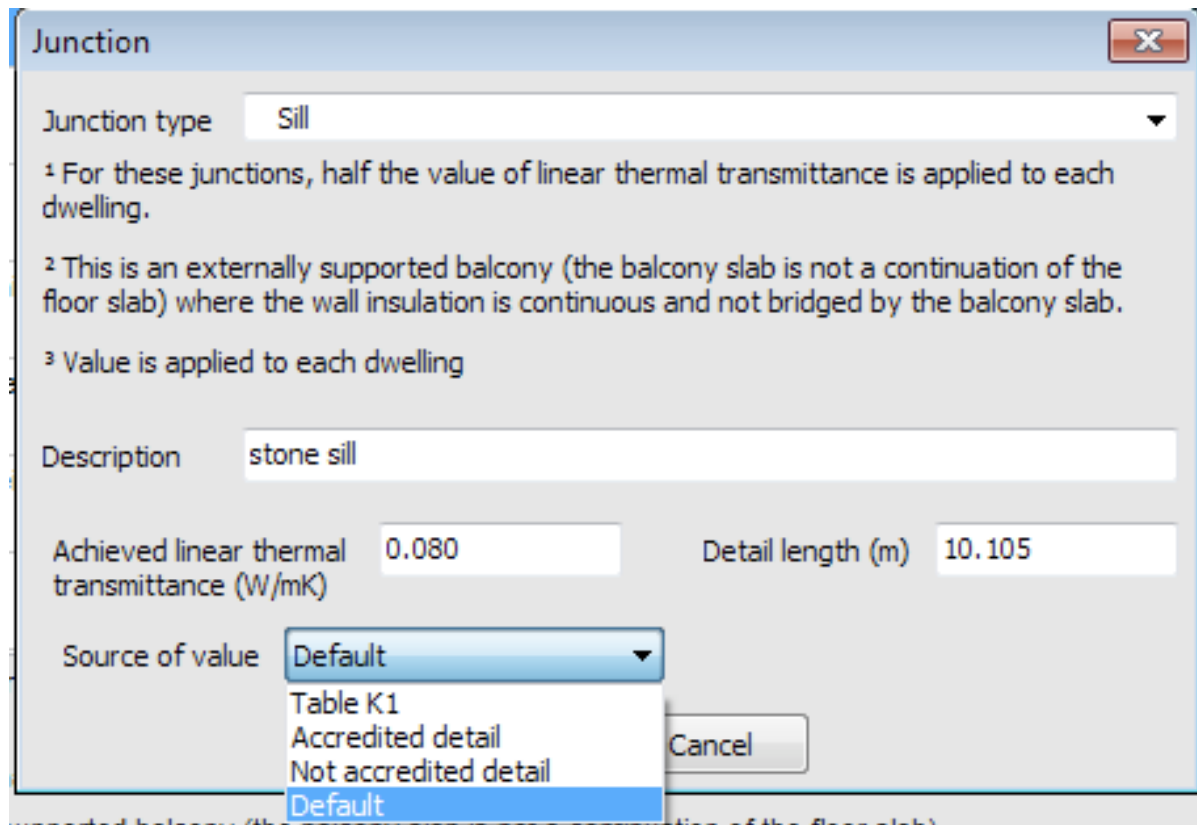 Junction
Junction type Sill
¹ For these junctions, half the value of linear thermal transmittance is applied to each
dwelling.
² This is an externally supported balcony (the balcony slab is not a continuation of the
floor slab) where the wall insulation is continuous and not bridged by the balcony slab.
³ Value is applied to each dwelling
Description stone sill
Achieved linear thermal 0.080 Detail length (m) 10.105
transmittance (W/mK)
Source of value Default
Table K1
Accredited detail
Not accredited detail
Cancel
Default